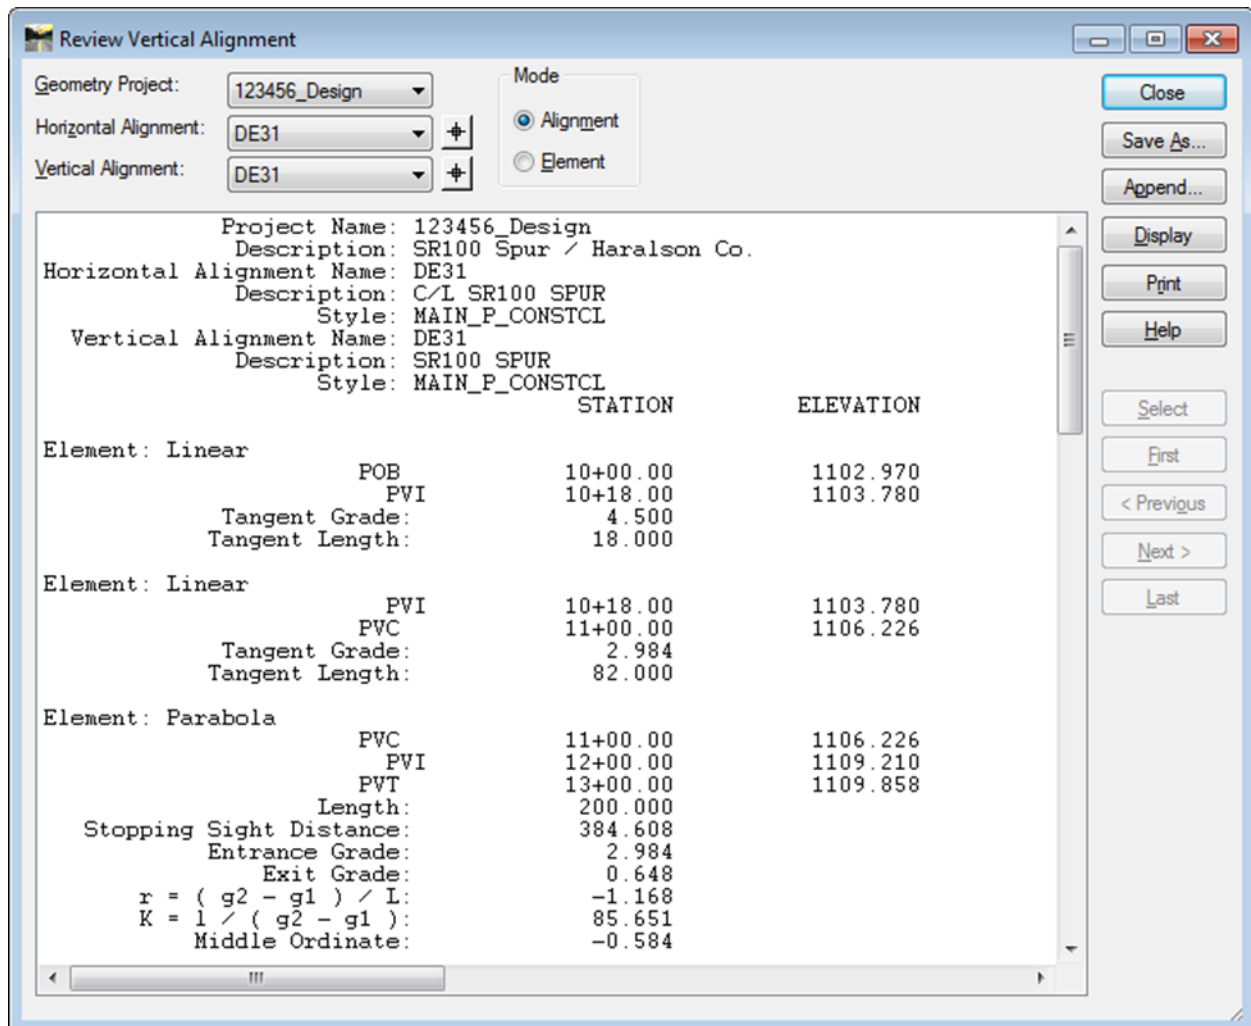 Review Vertical Alignment
Geometry Project: 123456_Design
Horizontal Alignment: DE31
Vertical Alignment: DE31
Mode
Alignment
Element
Close
Save As...
Append...
Display
Print
Help
Select
First
< Previous
Next >
Last
Project Name: 123456_Design
Description: SR100 Spur / Haralson Co.
Horizontal Alignment Name: DE31
Description: C/L SR100 SPUR
Style: MAIN_P_CONSTCL
Vertical Alignment Name: DE31
Description: SR100 SPUR
Style: MAIN_P_CONSTCL
STATION ELEVATION
Element: Linear
POB 10+00.00 1102.970
PVI 10+18.00 1103.780
Tangent Grade: 4.500
Tangent Length: 18.000
Element: Linear
PVI 10+18.00 1103.780
PVC 11+00.00 1106.226
Tangent Grade: 2.984
Tangent Length: 82.000
Element: Parabola
PVC 11+00.00 1106.226
PVI 12+00.00 1109.210
PVT 13+00.00 1109.858
Length: 200.000
Stopping Sight Distance: 384.608
Entrance Grade: 2.984
Exit Grade: 0.648
r = ( g2 - g1 ) / L: -1.168
K = l / ( g2 - g1 ): 85.651
Middle Ordinate: -0.584